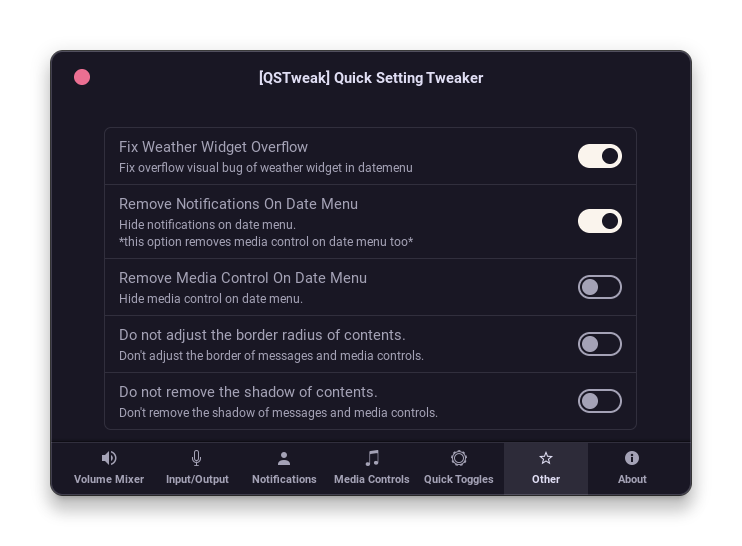 [QSTweak] Quick Setting Tweaker
Fix Weather Widget Overflow
Fix overflow visual bug of weather widget in datemenu
Remove Notifications On Date Menu
Hide notifications on date menu.
*this option removes media control on date menu too*
Remove Media Control On Date Menu
Hide media control on date menu.
Do not adjust the border radius of contents.
Don't adjust the border of messages and media controls.
Do not remove the shadow of contents.
Don't remove the shadow of messages and media controls.
Volume Mixer Input/Output Notifications Media Controls Quick Toggles Other About